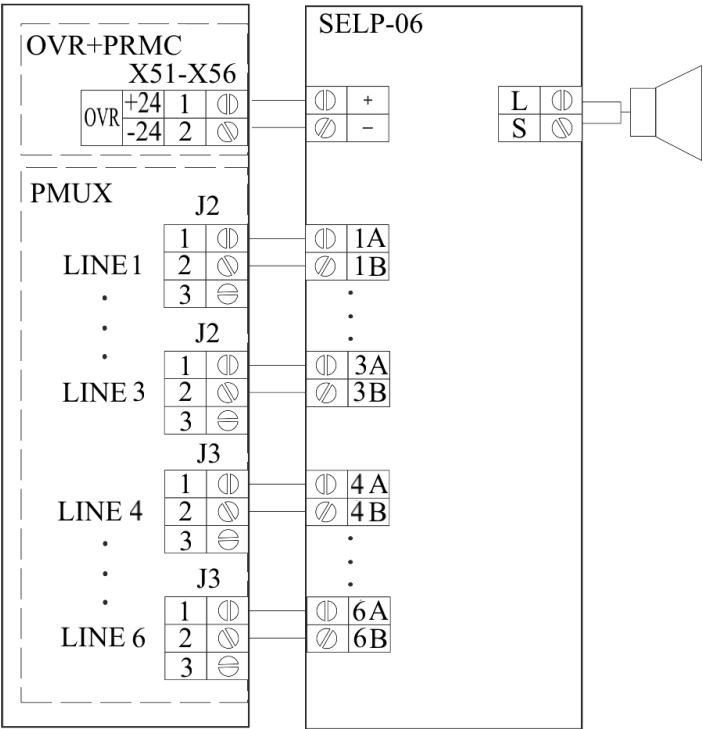 SELP-06
OVR+PRMC
X51-X56
OVR +24 1
-24 2
+
−
L
S
PMUX
J2
LINE 1
1
2
3
1A
1B
J2
LINE 3
1
2
3
3A
3B
J3
LINE 4
1
2
3
4A
4B
J3
LINE 6
1
2
3
6A
6B